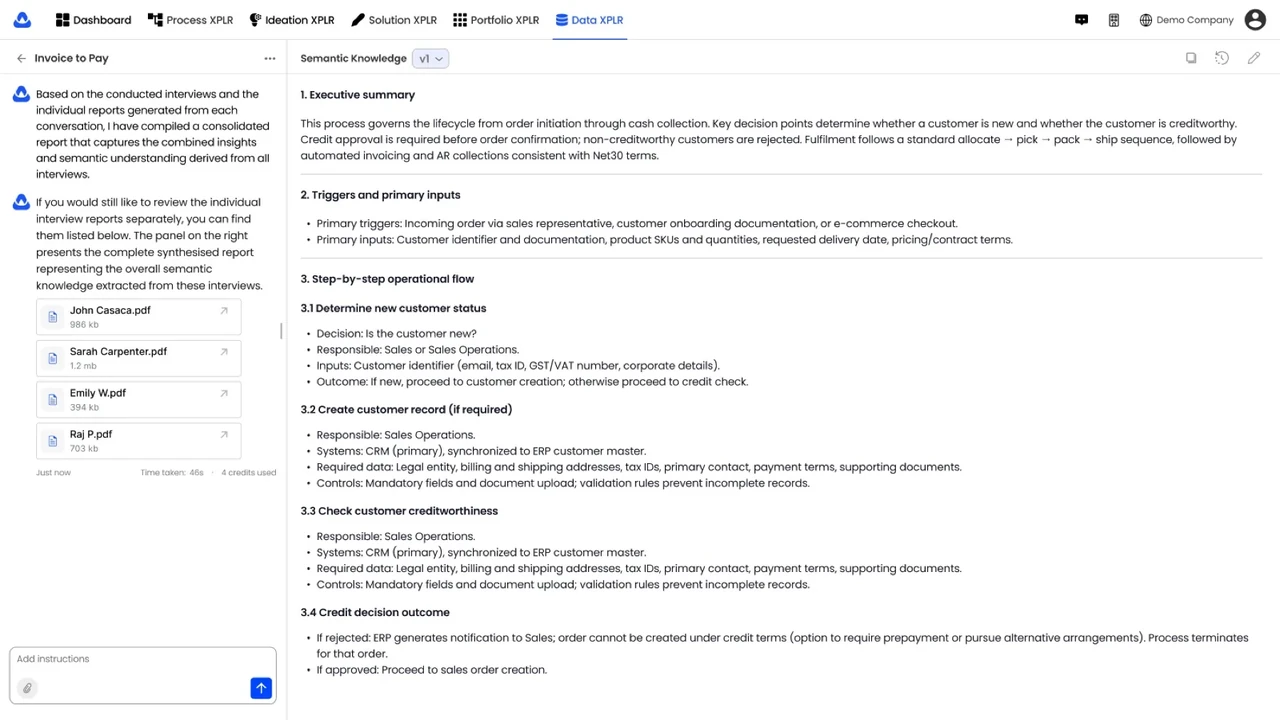 Dashboard Process XPLR Ideation XPLR Solution XPLR Portfolio XPLR Data XPLR Demo Company
Invoice to Pay
Based on the conducted interviews and the
individual reports generated from each
conversation, I have compiled a consolidated
report that captures the combined insights
and semantic understanding derived from all
interviews.
If you would still like to review the individual
interview reports separately, you can find
them listed below. The panel on the right
presents the complete synthesised report
representing the overall semantic
knowledge extracted from these interviews.
John Casaca.pdf
986 kb
Sarah Carpenter.pdf
1.2 mb
Emily W.pdf
394 kb
Raj P.pdf
703 kb
Just now Time taken: 46s · 4 credits used
Add instructions
Semantic Knowledge v1
1. Executive summary
This process governs the lifecycle from order initiation through cash collection. Key decision points determine whether a customer is new and whether the customer is creditworthy.
Credit approval is required before order confirmation; non-creditworthy customers are rejected. Fulfilment follows a standard allocate → pick → pack → ship sequence, followed by
automated invoicing and AR collections consistent with Net30 terms.
2. Triggers and primary inputs
• Primary triggers: Incoming order via sales representative, customer onboarding documentation, or e-commerce checkout.
• Primary inputs: Customer identifier and documentation, product SKUs and quantities, requested delivery date, pricing/contract terms.
3. Step-by-step operational flow
3.1 Determine new customer status
• Decision: Is the customer new?
• Responsible: Sales or Sales Operations.
• Inputs: Customer identifier (email, tax ID, GST/VAT number, corporate details).
• Outcome: If new, proceed to customer creation; otherwise proceed to credit check.
3.2 Create customer record (if required)
• Responsible: Sales Operations.
• Systems: CRM (primary), synchronized to ERP customer master.
• Required data: Legal entity, billing and shipping addresses, tax IDs, primary contact, payment terms, supporting documents.
• Controls: Mandatory fields and document upload; validation rules prevent incomplete records.
3.3 Check customer creditworthiness
• Responsible: Sales Operations.
• Systems: CRM (primary), synchronized to ERP customer master.
• Required data: Legal entity, billing and shipping addresses, tax IDs, primary contact, payment terms, supporting documents.
• Controls: Mandatory fields and document upload; validation rules prevent incomplete records.
3.4 Credit decision outcome
• If rejected: ERP generates notification to Sales; order cannot be created under credit terms (option to require prepayment or pursue alternative arrangements). Process terminates
for that order.
• If approved: Proceed to sales order creation.